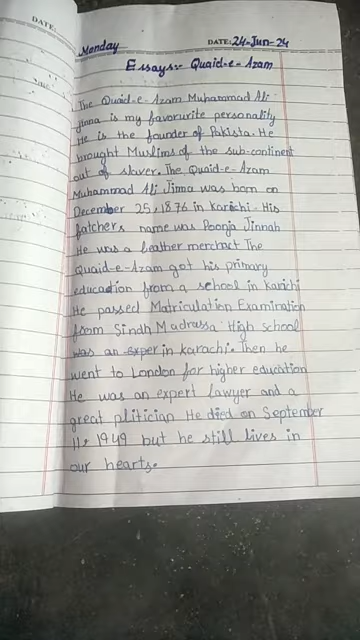 DATE:
Monday DATE: 24-Jun-24
Essays:- Quaid-e-Azam
The Quaid-e-Azam Muhammad Ali-
Jinna is my favorurite personality
He is the founder of Pakista. He
brought Muslims of the sub-continent
out of slaver. The Quaid-e-Azam
Muhammad Ali Jinna was born on
December 25, 1876 in Karichi. His
fatchers name was Poonja Jinnah
He was a leather merchact The
Quaid-e-Azam got his primary
education from a school in Karichi
He passed Matriculation Examination
from Sindh Madrassa High school
was an exper in karachi. Then he
went to London for higher education
He was an expert lawyer and a
great plitician He died on September
11, 1949 but he still lives in
our hearts.